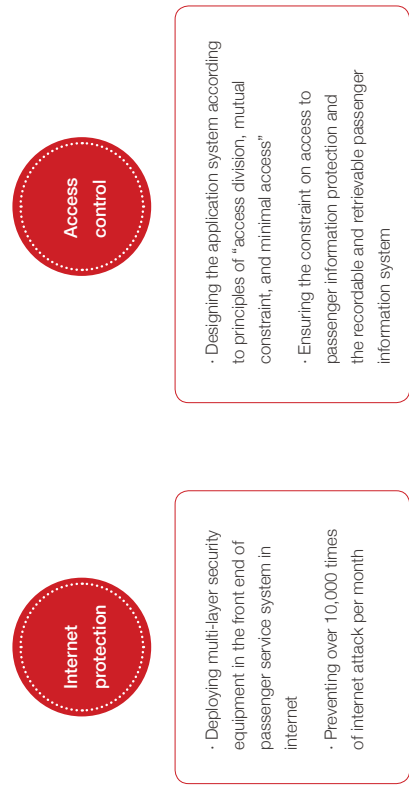 Internet
protection
· Deploying multi-layer security
equipment in the front end of
passenger service system in
internet
· Preventing over 10,000 times
of internet attack per month
Access
control
· Designing the application system according
to principles of “access division, mutual
constraint, and minimal access”
· Ensuring the constraint on access to
passenger information protection and
the recordable and retrievable passenger
information system